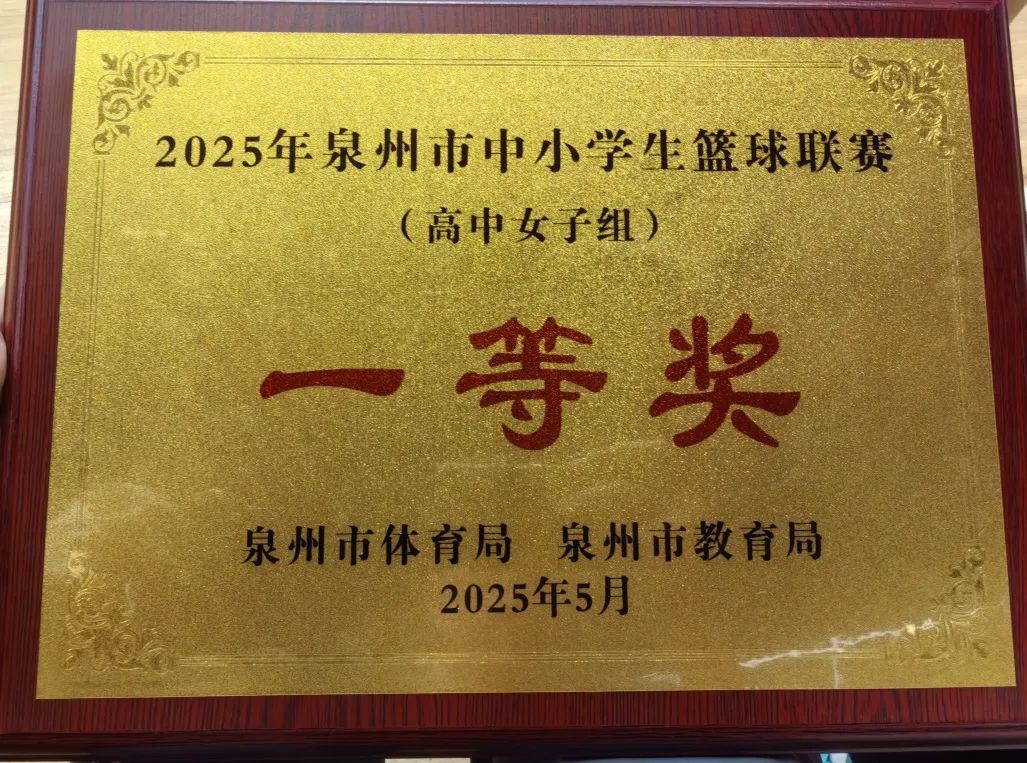 2025年泉州市中小学生篮球联赛
（高中女子组）
一等奖
泉州市体育局 泉州市教育局
2025年5月